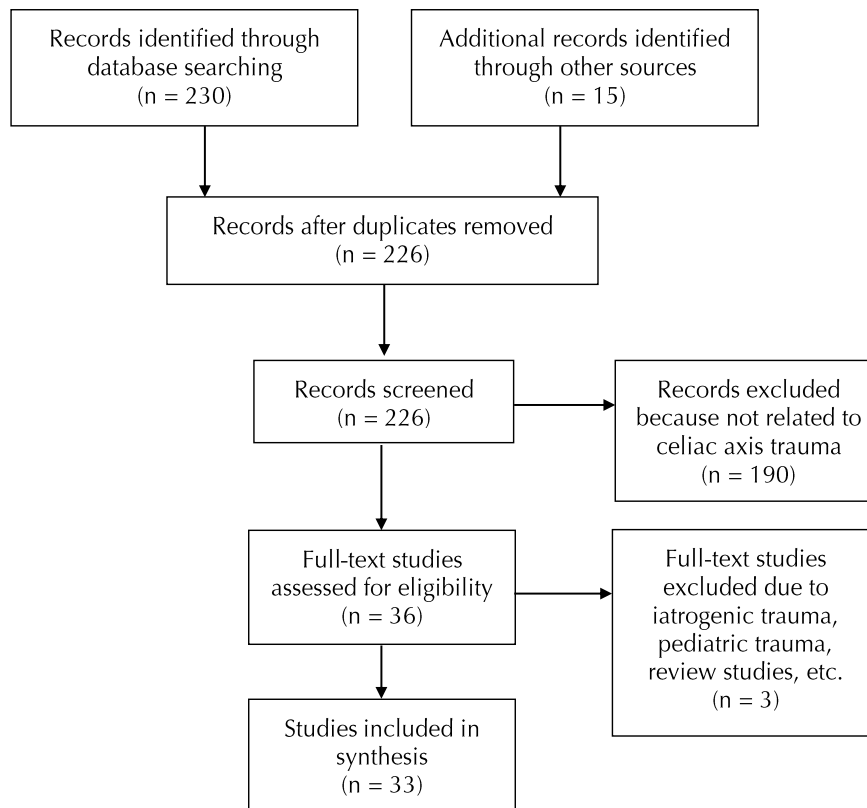 Records identified through
database searching
(n = 230)
Additional records identified
through other sources
(n = 15)
Records after duplicates removed
(n = 226)
Records screened
(n = 226)
Records excluded
because not related to
celiac axis trauma
(n = 190)
Full-text studies
assessed for eligibility
(n = 36)
Full-text studies
excluded due to
iatrogenic trauma,
pediatric trauma,
review studies, etc.
(n = 3)
Studies included in
synthesis
(n = 33)